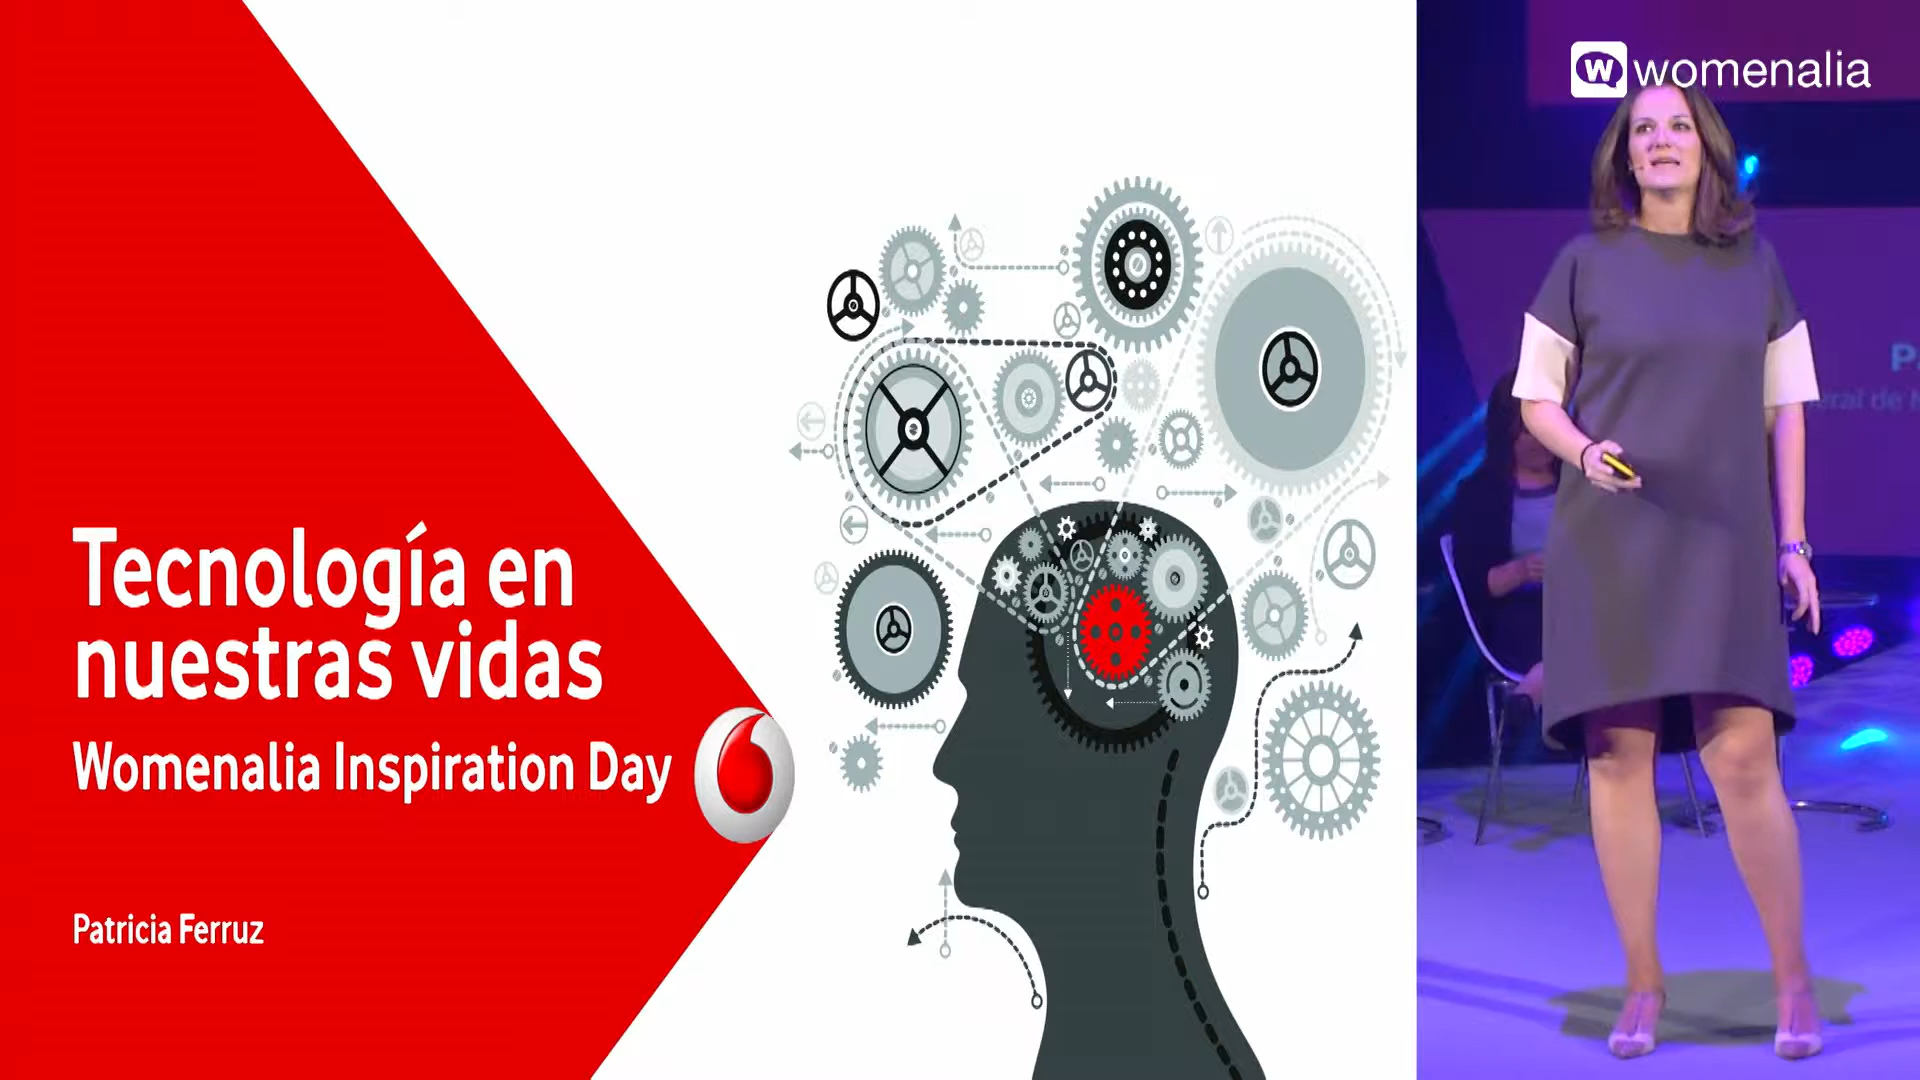 Tecnología en
nuestras vidas
Womenalia Inspiration Day
Patricia Ferruz
womenalia